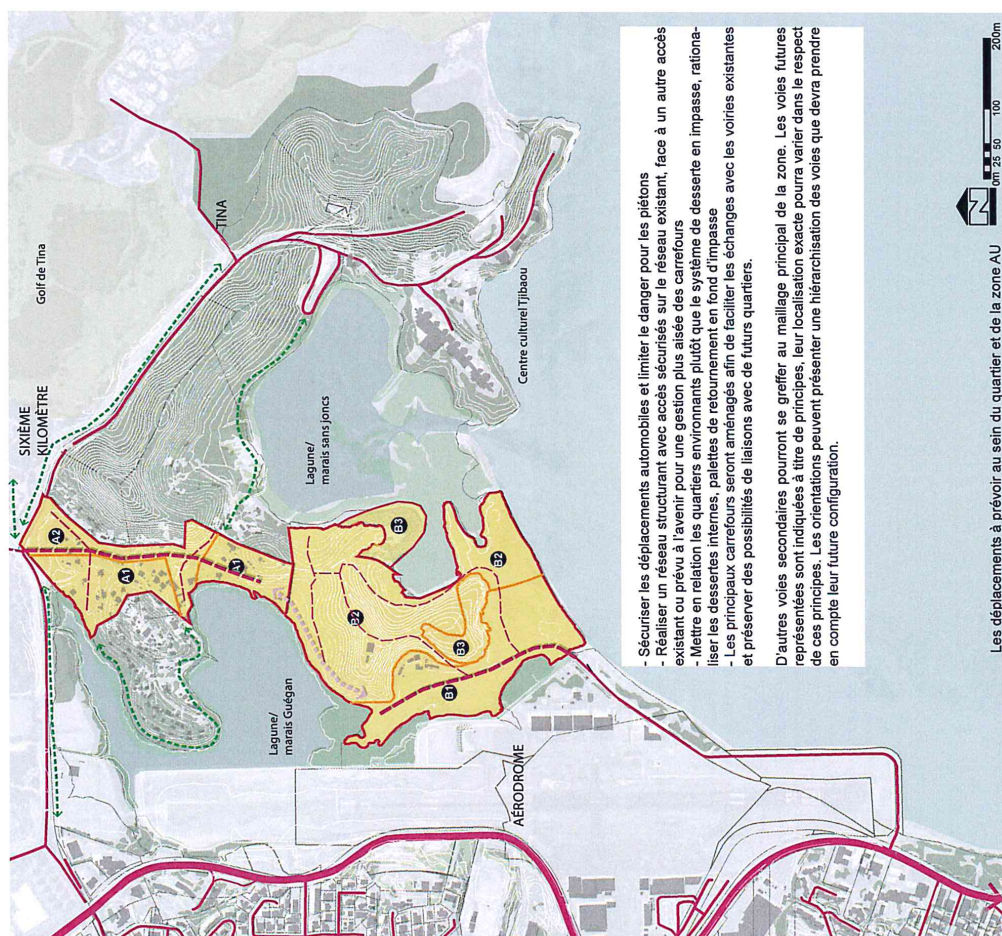 Golf de Tina
SIXIÈME
KILOMÈTRE
TINA
A2
A1
A1
Lagune/
marais sans joncs
B3
B2
B2
B3
B1
Lagune/
marais Guégan
Centre culturel Tjibaou
AÉRODROME
- Sécuriser les déplacements automobiles et limiter le danger pour les piétons
- Réaliser un réseau structurant avec accès sécurisés sur le réseau existant, face à un autre accès
existant ou prévu à l'avenir pour une gestion plus aisée des carrefours
- Mettre en relation les quartiers environnants plutôt que le système de desserte en impasse, rationa-
liser les dessertes internes, palettes de retournement en fond d'impasse
- Les principaux carrefours seront aménagés afin de faciliter les échanges avec les voiries existantes
et préserver des possibilités de liaisons avec de futurs quartiers.
D'autres voies secondaires pourront se greffer au maillage principal de la zone. Les voies futures
représentées sont indiquées à titre de principes, leur localisation exacte pourra varier dans le respect
de ces principes. Les orientations peuvent présenter une hiérarchisation des voies que devra prendre
en compte leur future configuration.
N
0m 25 50 100 200m
Les déplacements à prévoir au sein du quartier et de la zone AU